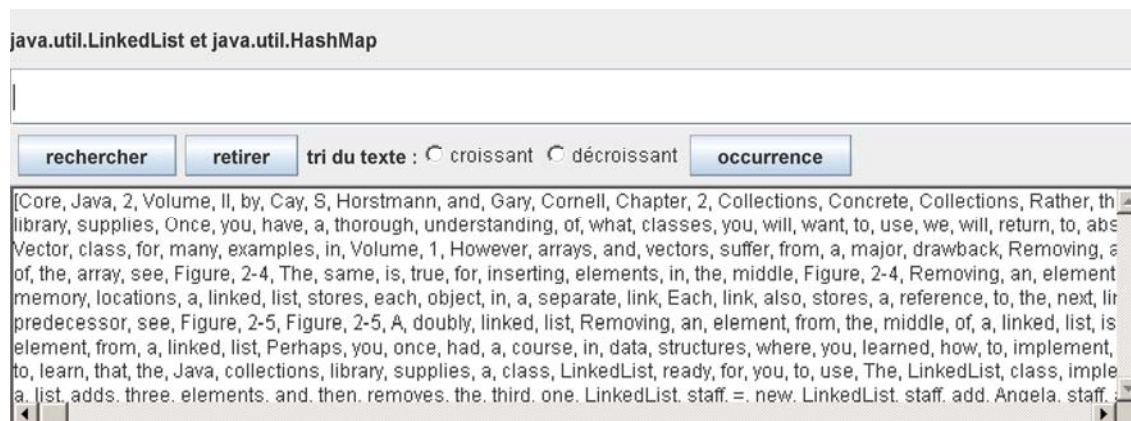 java.util.LinkedList et java.util.HashMap
rechercher retirer tri du texte : croissant décroissant occurrence
[Core, Java, 2, Volume, II, by, Cay, S, Horstmann, and, Gary, Cornell, Chapter, 2, Collections, Concrete, Collections, Rather, th
library, supplies, Once, you, have, a, thorough, understanding, of, what, classes, you, will, want, to, use, we, will, return, to, abs
Vector, class, for, many, examples, in, Volume, 1, However, arrays, and, vectors, suffer, from, a, major, drawback, Removing, a
of, the, array, see, Figure, 2-4, The, same, is, true, for, inserting, elements, in, the, middle, Figure, 2-4, Removing, an, element
memory, locations, a, linked, list, stores, each, object, in, a, separate, link, Each, link, also, stores, a, reference, to, the, next, lin
predecessor, see, Figure, 2-5, Figure, 2-5, A, doubly, linked, list, Removing, an, element, from, the, middle, of, a, linked, list, is
element, from, a, linked, list, Perhaps, you, once, had, a, course, in, data, structures, where, you, learned, how, to, implement,
to, learn, that, the, Java, collections, library, supplies, a, class, LinkedList, ready, for, you, to, use, The, LinkedList, class, imple
a, list, adds, three, elements, and, then, removes, the, third, one, LinkedList, staff, =, new, LinkedList, staff, add, Angela, staff,